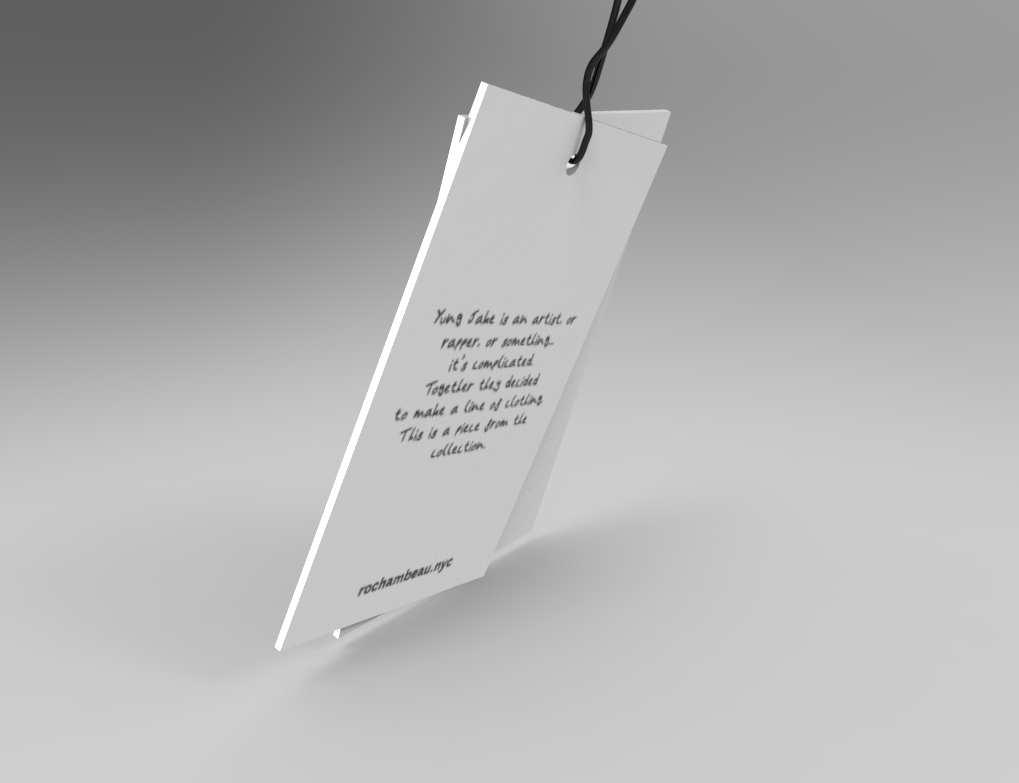 Yung Jake is an artist or
rapper, or something...
it's complicated.
Together they decided
to make a line of clothing
This is a piece from the
collection.
rochambeau.nyc